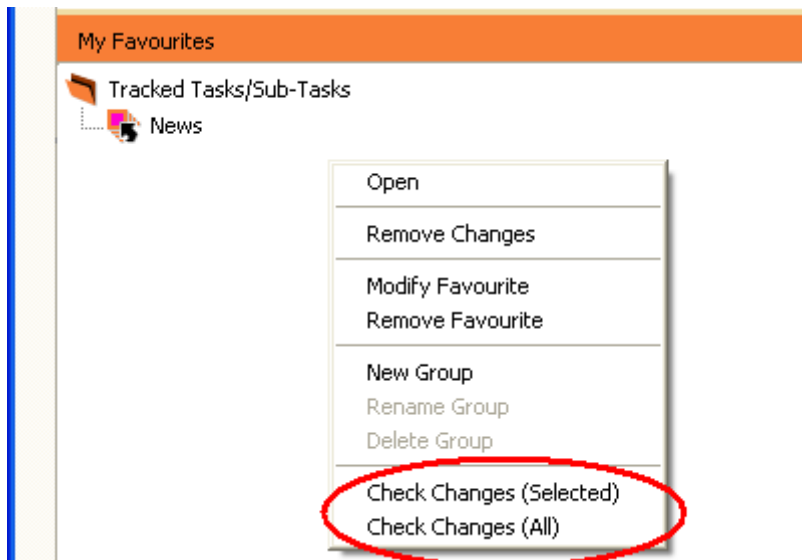 My Favourites
Tracked Tasks/Sub-Tasks
News
Open
Remove Changes
Modify Favourite
Remove Favourite
New Group
Rename Group
Delete Group
Check Changes (Selected)
Check Changes (All)